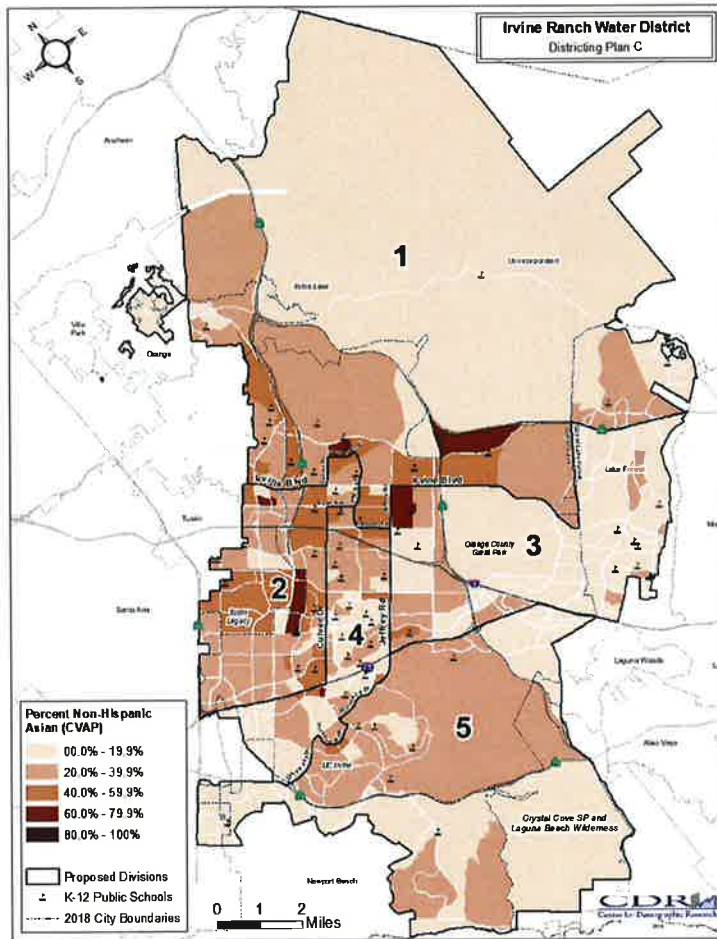 Irvine Ranch Water District
Districting Plan C
N
E
W
S
Anaheim
1
Unincorporated
Irvine Lake
Villa
Park
Orange
Irvine Blvd
Irvine Blvd
Lake Forest
Tustin
Orange County
Great Park
3
2
Santa Ana
Tustin
Legacy
Culver Dr
4
Jeffrey Rd
Laguna Woods
5
Aliso Viejo
UC Irvine
Crystal Cove SP and
Laguna Beach Wilderness
Newport Beach
Percent Non-Hispanic
Asian (CVAP)
00.0% - 19.9%
20.0% - 39.9%
40.0% - 59.9%
60.0% - 79.9%
80.0% - 100%
Proposed Divisions
K-12 Public Schools
2018 City Boundaries
0 1 2
Miles
CDR
Center for Demographic Research